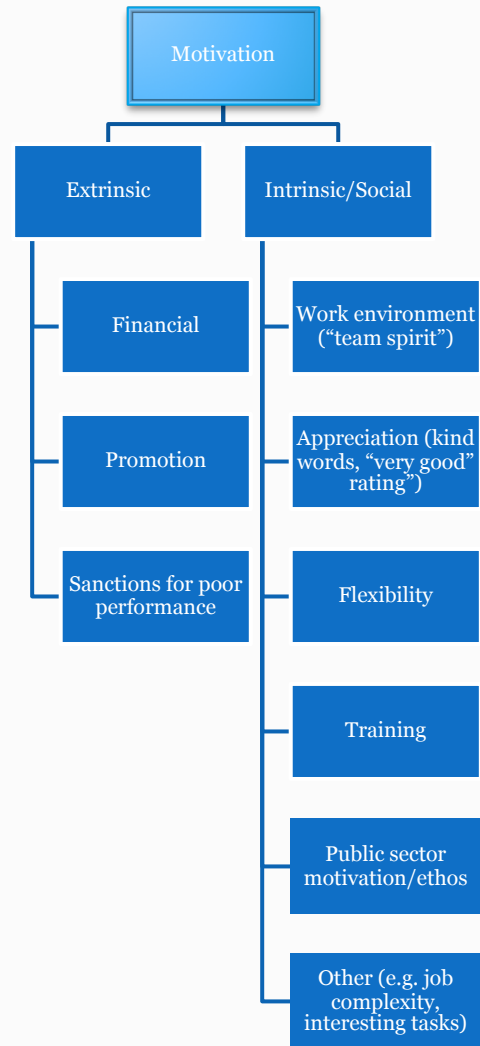 Motivation
Extrinsic
Financial
Promotion
Sanctions for poor
performance
Intrinsic/Social
Work environment
(“team spirit”)
Appreciation (kind
words, “very good”
rating”)
Flexibility
Training
Public sector
motivation/ethos
Other (e.g. job
complexity,
interesting tasks)